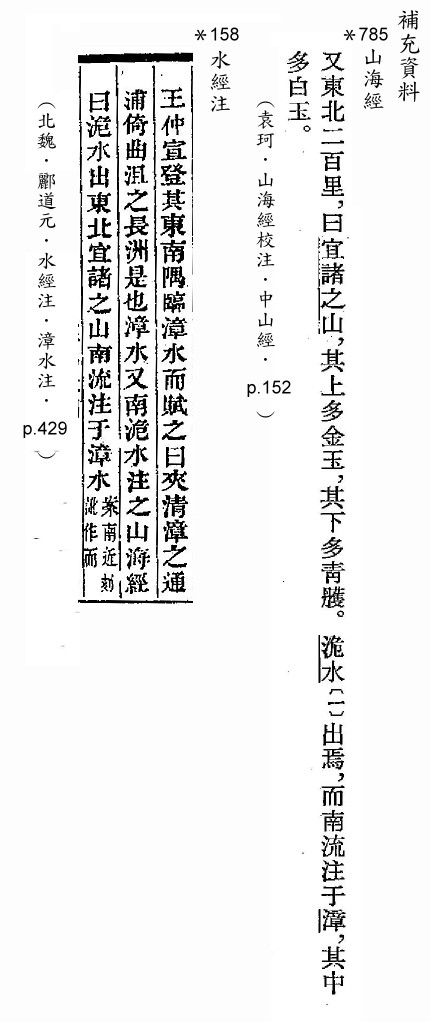 補充資料
*785
山海經
又東北二百里，曰宜諸之山，其上多金玉，其下多青雘。洈水〔一〕出焉，而南流注于漳，其中
多白玉。
（袁珂．山海經校注．中山經．p.152）
*158
水經注
王仲宣登其東南隅臨漳水而賦之曰夾清漳之通
浦倚曲沮之長洲是也漳水又南洈水注之山海經
曰洈水出東北宜諸之山南流注于漳水案南近刻
訛作而
（北魏．酈道元．水經注．漳水注．p.429）